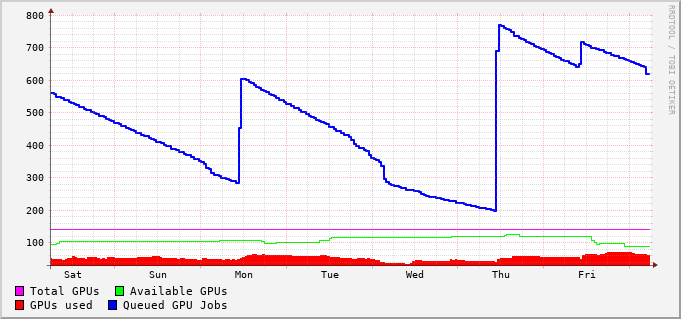 800
700
600
500
400
300
200
100
Sat Sun Mon Tue Wed Thu Fri
Total GPUs Available GPUs
GPUs used Queued GPU Jobs
RRDTOOL / TOBI OETIKER